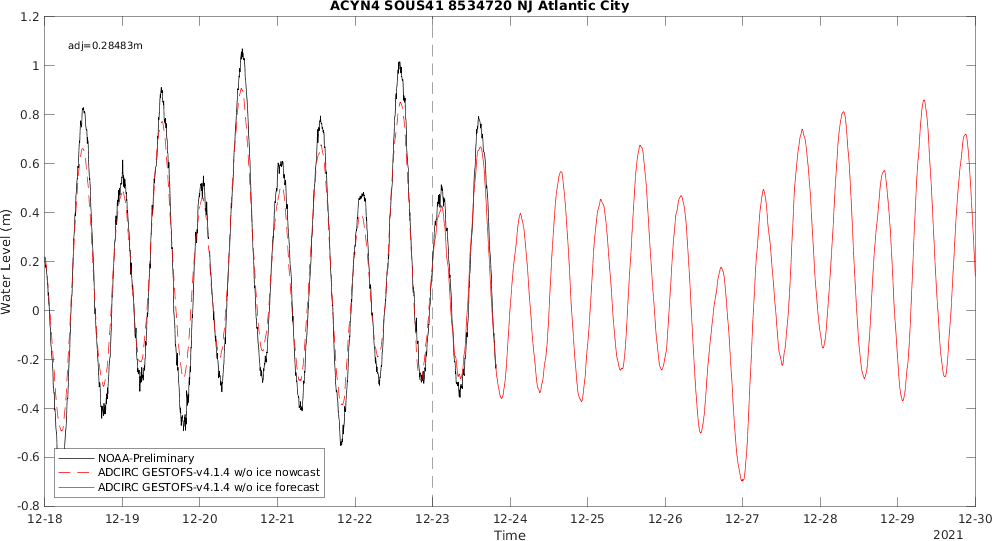 ACYN4 SOUS41 8534720 NJ Atlantic City
adj=0.28483m
Water Level (m)
1.2
1
0.8
0.6
0.4
0.2
0
-0.2
-0.4
-0.6
-0.8
NOAA-Preliminary
ADCIRC GESTOFS-v4.1.4 w/o ice nowcast
ADCIRC GESTOFS-v4.1.4 w/o ice forecast
12-18 12-19 12-20 12-21 12-22 12-23 12-24 12-25 12-26 12-27 12-28 12-29 12-30
Time
2021